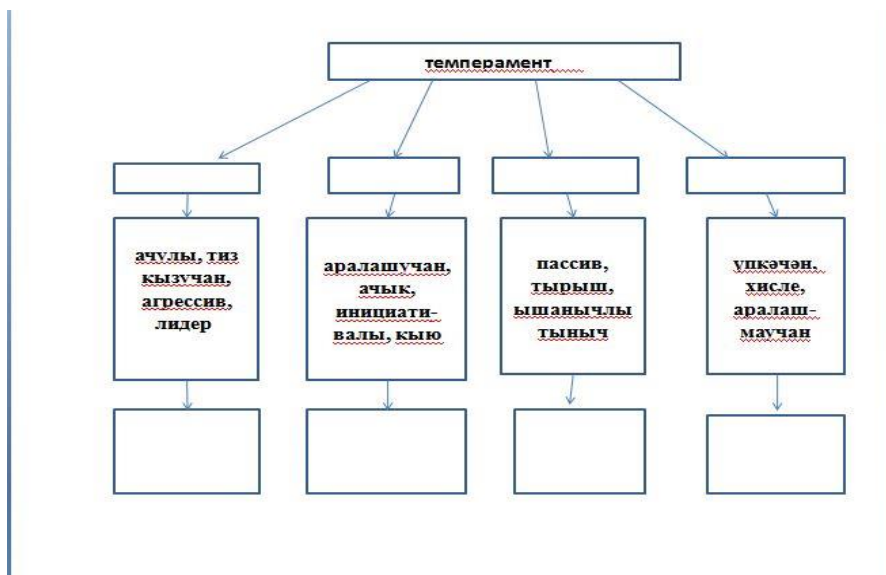 темперамент
ачулы, тиз
кызучан,
агрессив,
лидер
аралашучан,
ачык,
инициати-
валы, кыю
пассив,
тырыш,
ышанычлы
тыныч
үпкәчән,
хисле,
аралаш-
маучан